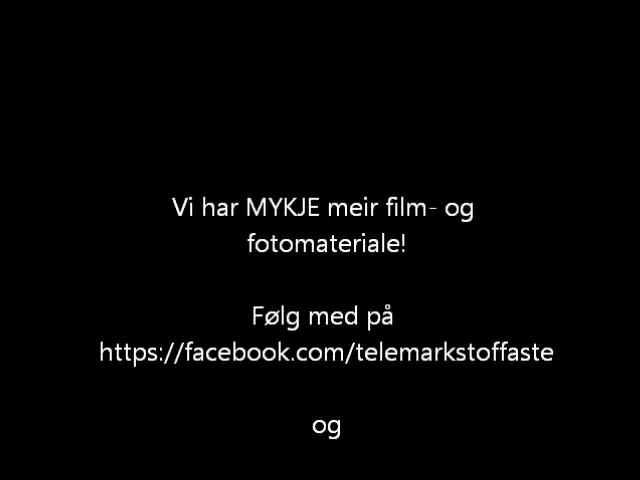 Vi har MYKJE meir film- og
fotomateriale!
Følg med på
https://facebook.com/telemarkstoffaste
og